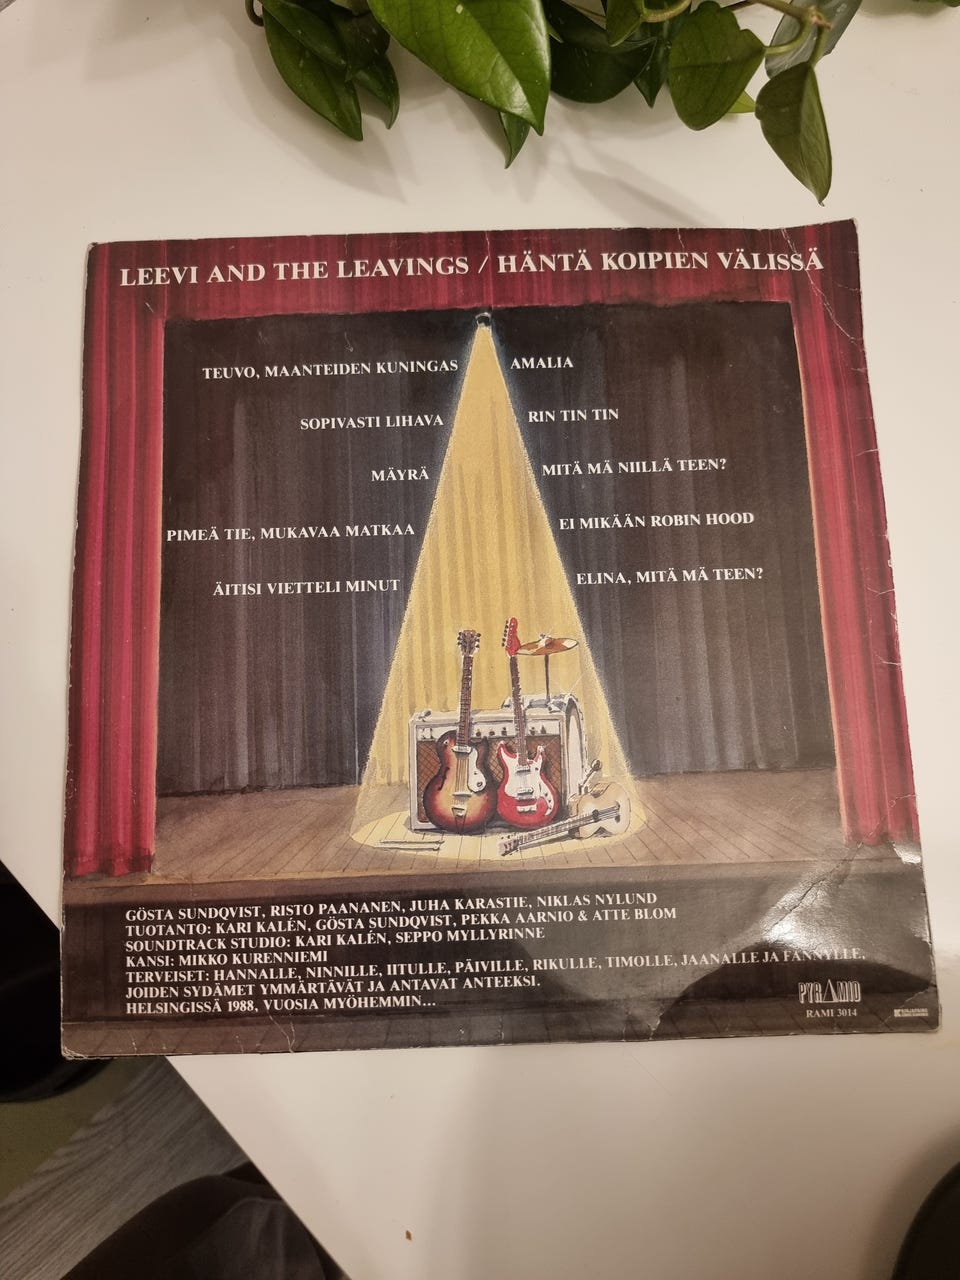 LEEVI AND THE LEAVINGS / HÄNTÄ KOIPIEN VÄLISSÄ
TEUVO, MAANTEIDEN KUNINGAS
SOPIVASTI LIHAVA
MÄYRÄ
PIMEÄ TIE, MUKAVAA MATKAA
ÄITISI VIETTELI MINUT
AMALIA
RIN TIN TIN
MITÄ MÄ NIILLÄ TEEN?
EI MIKÄÄN ROBIN HOOD
ELINA, MITÄ MÄ TEEN?
GÖSTA SUNDQVIST, RISTO PAANANEN, JUHA KARASTIE, NIKLAS NYLUND
TUOTANTO: KARI KALÉN, GÖSTA SUNDQVIST, PEKKA AARNIO & ATTE BLOM
SOUNDTRACK STUDIO: KARI KALÉN, SEPPO MYLLYRINNE
KANSI: MIKKO KURENNIEMI
TERVEISET: HANNALLE, NINNILLE, IITULLE, PÄIVILLE, RIKULLE, TIMOLLE, JAANALLE JA FANNYLLE,
JOIDEN SYDÄMET YMMÄRTÄVÄT JA ANTAVAT ANTEEKSI.
HELSINGISSÄ 1988, VUOSIA MYÖHEMMIN...
PYRAMID
RAMI 3014